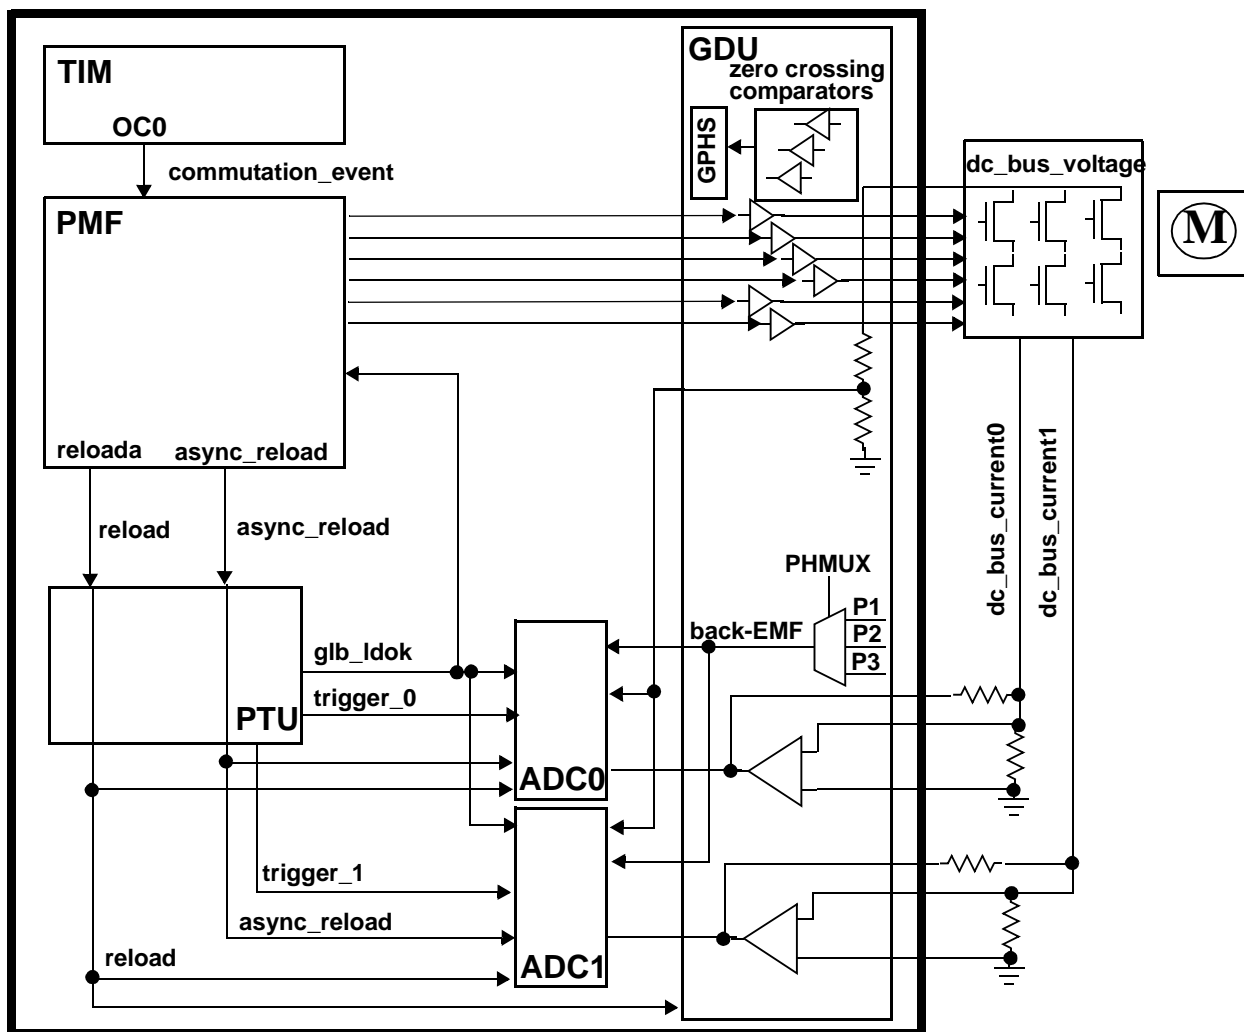 TIM
OC0
commutation_event
PMF
reloada
async_reload
reload
async_reload
glb_ldok
trigger_0
PTU
trigger_1
async_reload
reload
ADC0
ADC1
GDU
zero crossing
comparators
GPHS
PHMUX
P1
P2
P3
back-EMF
dc_bus_voltage
M
dc_bus_current0
dc_bus_current1